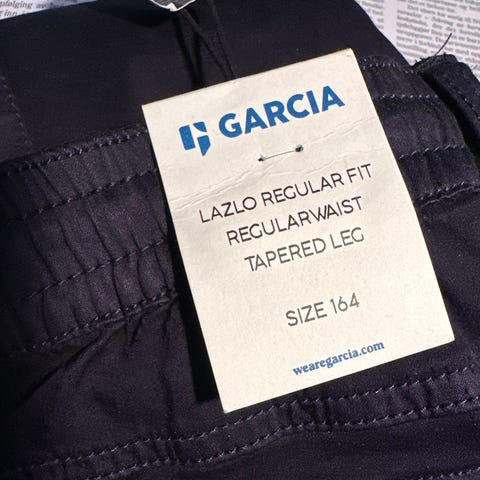 GARCIA
LAZLO REGULAR FIT
REGULARWAIST
TAPERED LEG
SIZE 164
wearegarcia.com